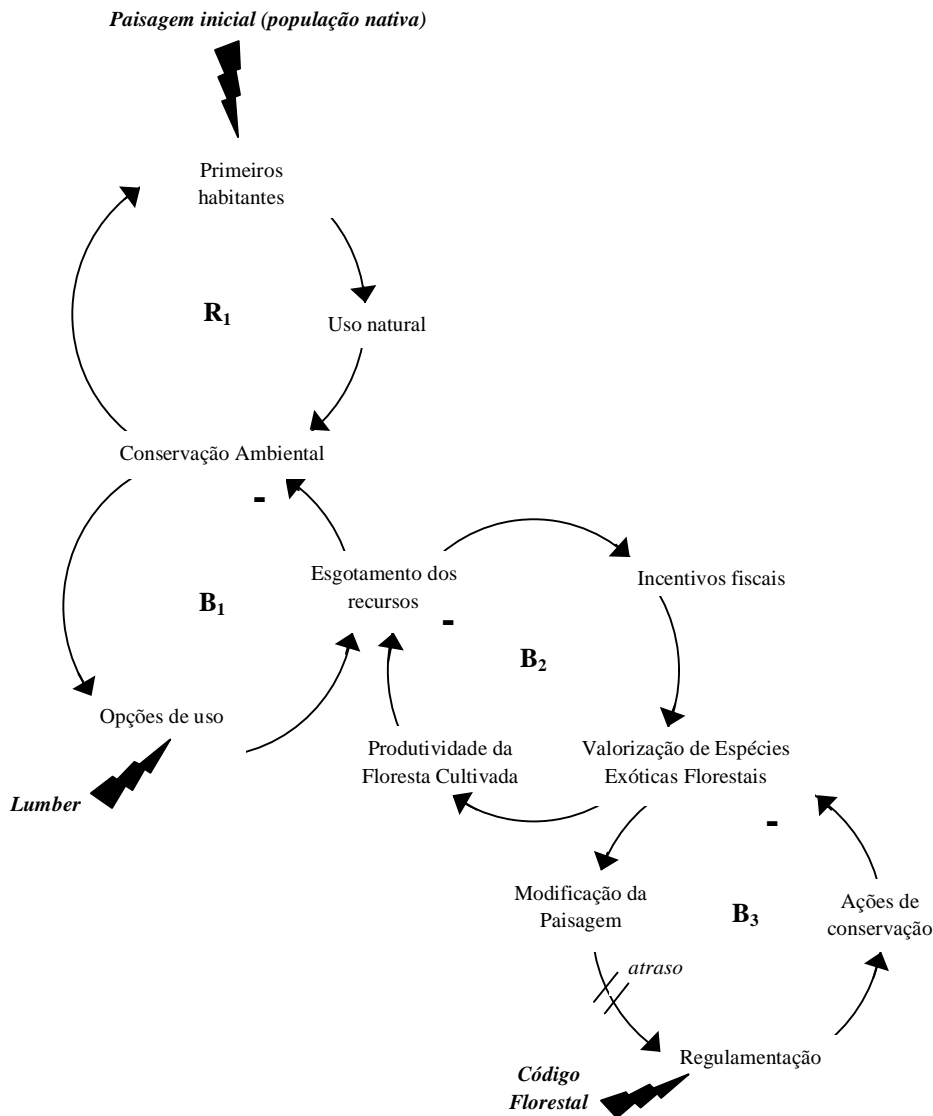 Paisagem inicial (população nativa)
Primeiros
habitantes
R1
Uso natural
Conservação Ambiental
-
Esgotamento dos
recursos
Incentivos fiscais
B1
-
B2
Opções de uso
Lumber
Produtividade da
Floresta Cultivada
Valorização de Espécies
Exóticas Florestais
-
Modificação da
Paisagem
B3
Ações de
conservação
atraso
Regulamentação
Código
Florestal